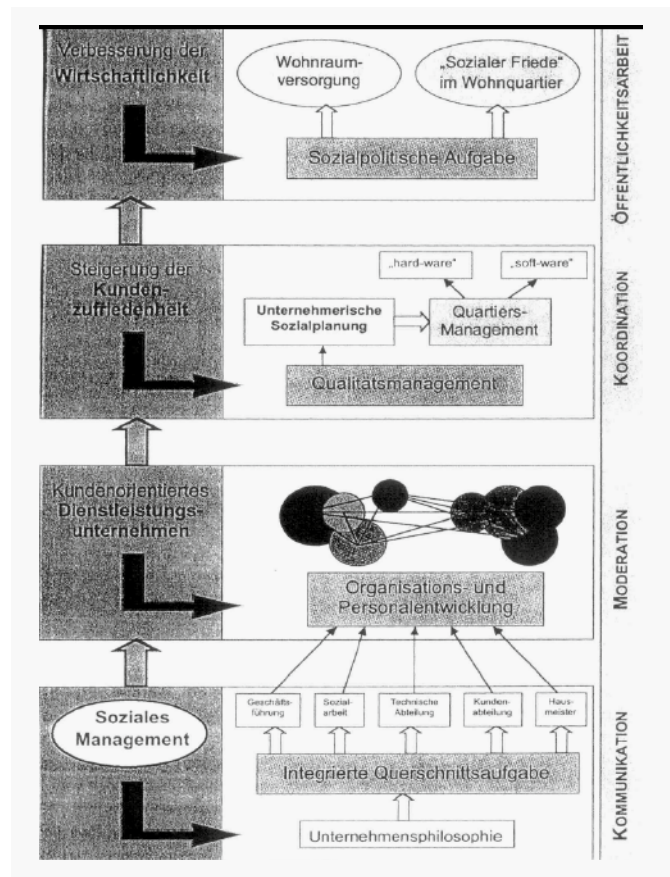 Verbesserung der
Wirtschaftlichkeit
Wohnraum-
versorgung
„Sozialer Friede“
im Wohnquartier
Sozialpolitische Aufgabe
ÖFFENTLICHKEITSARBEIT
Steigerung der
Kunden-
zufriedenheit
„hard-ware“
„soft-ware“
Unternehmerische
Sozialplanung
Quartiers-
Management
Qualitätsmanagement
KOORDINATION
Kundenorientiertes
Dienstleistungs-
unternehmen
Organisations- und
Personalentwicklung
MODERATION
Soziales
Management
Geschäfts-
führung
Sozial-
arbeit
Technische
Abteilung
Kunden-
abteilung
Haus-
meister
Integrierte Querschnittsaufgabe
Unternehmensphilosophie
KOMMUNIKATION